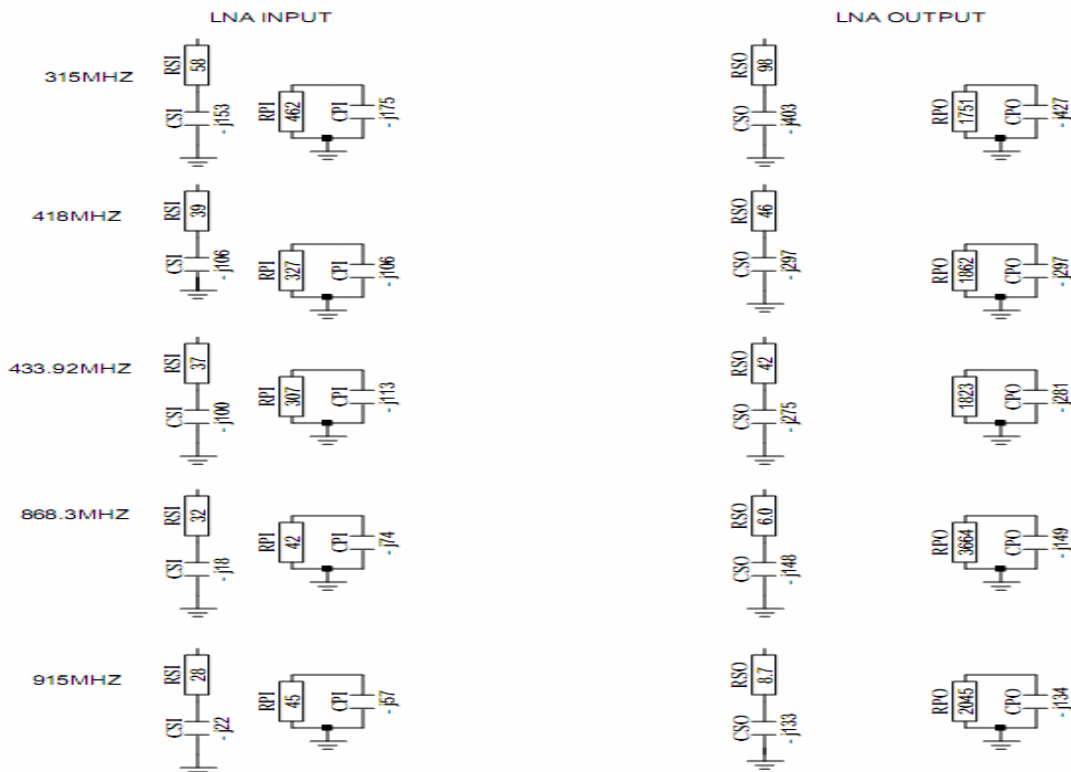 LNA INPUT
LNA OUTPUT
315MHZ
RSI
58
CSI
- j153
RPI
462
CPI
- j175
RSO
98
CSO
- j403
RPO
1751
CPO
- j427
418MHZ
RSI
39
CSI
- j106
RPI
327
CPI
- j106
RSO
46
CSO
- j297
RPO
1862
CPO
- j297
433.92MHZ
RSI
37
CSI
- j100
RPI
307
CPI
- j113
RSO
42
CSO
- j275
1823
CPO
- j281
868.3MHZ
RSI
32
CSI
- j18
RPI
42
CPI
- j74
RSO
6.0
CSO
- j148
RPO
3664
CPO
- j149
915MHZ
RSI
28
CSI
- j22
RPI
45
CPI
- j57
RSO
8.7
CSO
- j133
RPO
2045
CPO
- j134